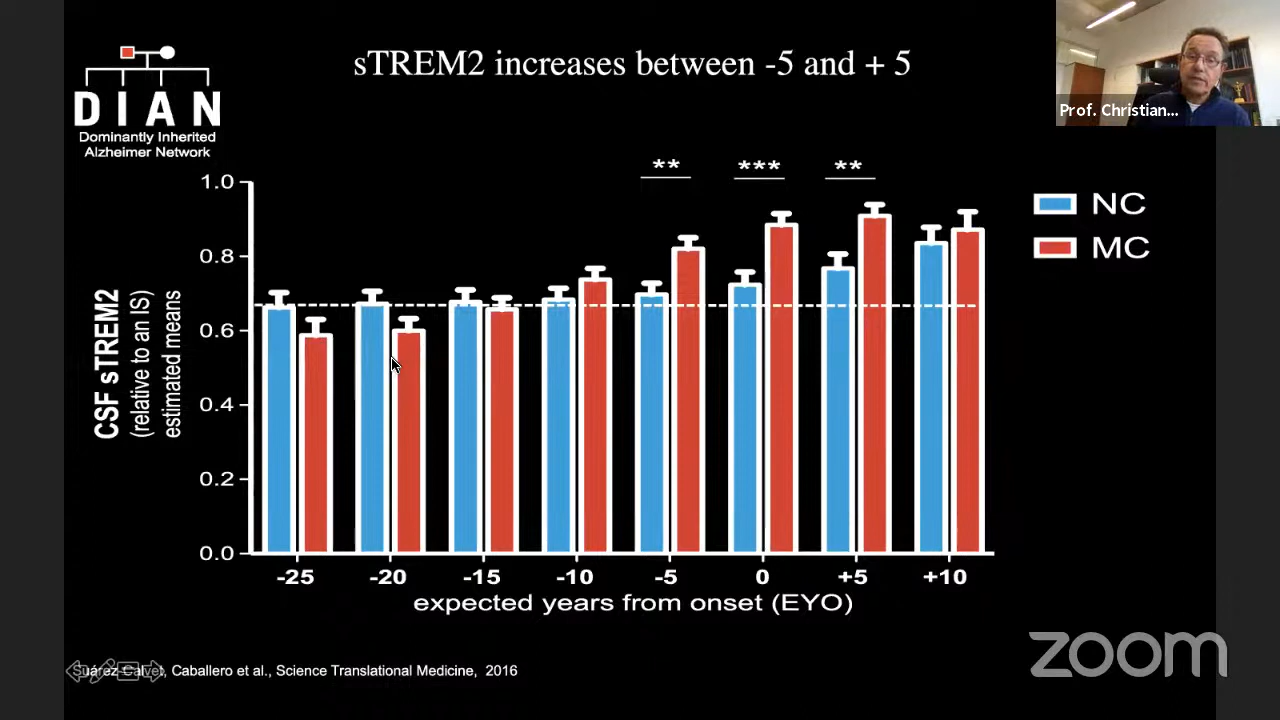 sTREM2 increases between -5 and + 5
DIAN
Dominantly Inherited
Alzheimer Network
Prof. Christian...
** *** **
NC
MC
1.0
0.8
0.6
0.4
0.2
0.0
CSF sTREM2
(relative to an IS)
estimated means
-25 -20 -15 -10 -5 0 +5 +10
expected years from onset (EYO)
Suárez-Calvet, Caballero et al., Science Translational Medicine, 2016
zoom